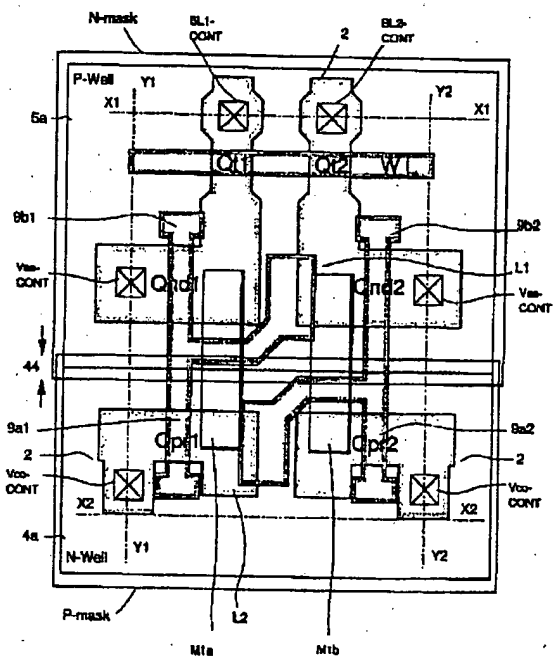 N-mask
BL1-
CONT
2
BL2-
CONT
P-Well
Y1
Y2
X1
X1
5a
Qt1
Qt2
WL
9b1
9b2
L1
Vss-
CONT
Qnd1
Qnd2
Vss-
CONT
44
9a1
9a2
Qpr1
Qpr2
2
2
Vcc-
CONT
Vcc-
CONT
X2
X2
4a
Y1
Y2
N-Well
L2
P-mask
M1a
M1b